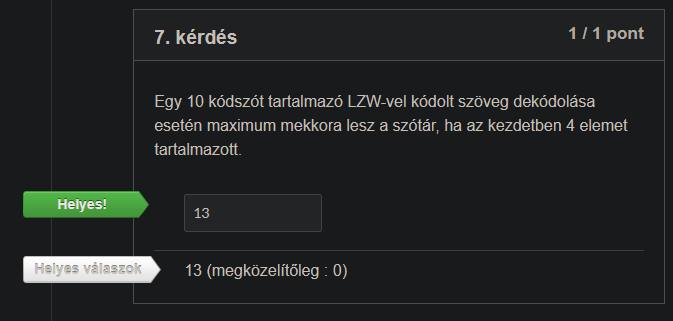 7. kérdés
1 / 1 pont
Egy 10 kódszót tartalmazó LZW-vel kódolt szöveg dekódolása
esetén maximum mekkora lesz a szótár, ha az kezdetben 4 elemet
tartalmazott.
Helyes!
13
Helyes válaszok
13 (megközelítőleg : 0)